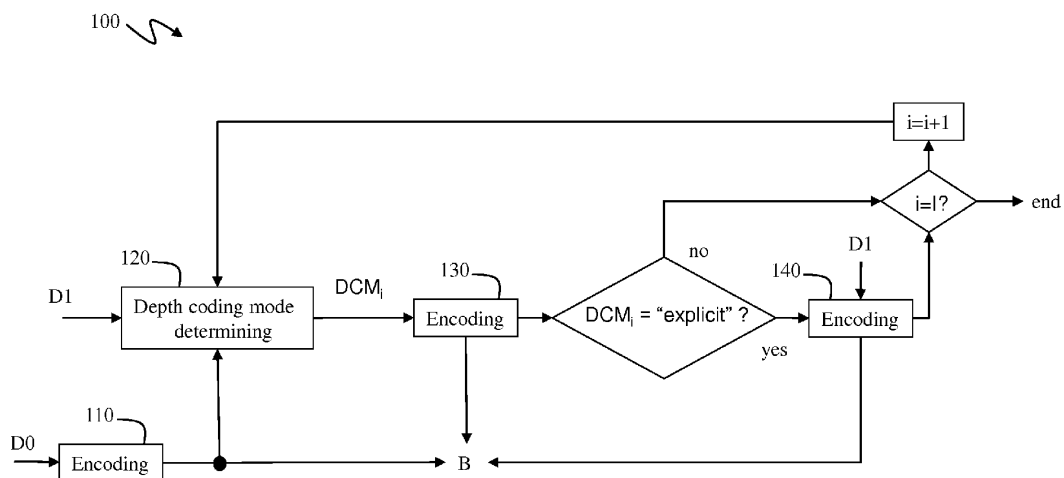 100
i=i+1
i=I?
end
120
D1
Depth coding mode
determining
DCMi
130
Encoding
no
DCMi = “explicit” ?
yes
D1
140
Encoding
110
D0
Encoding
B